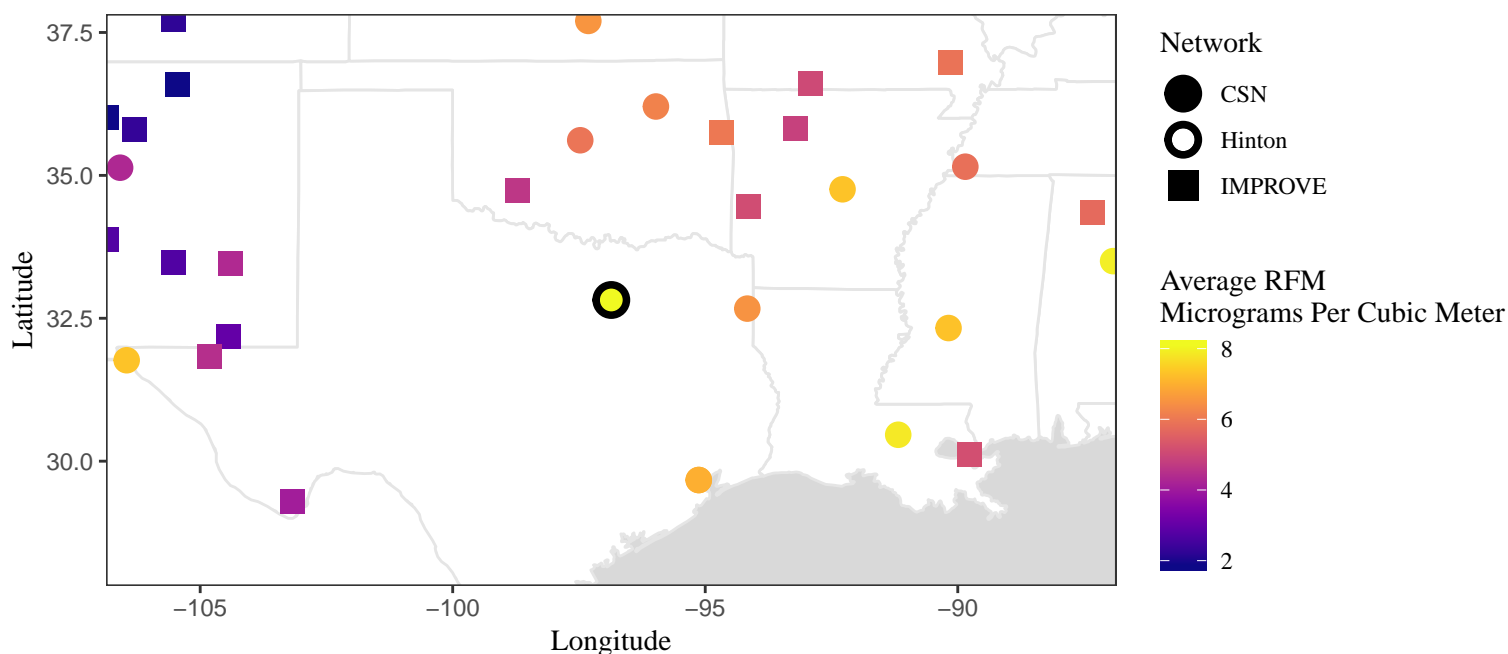 37.5
35.0
32.5
30.0
Latitude
−105
−100
−95
−90
Longitude
Network
CSN
Hinton
IMPROVE
Average RFM
Micrograms Per Cubic Meter
8
6
4
2